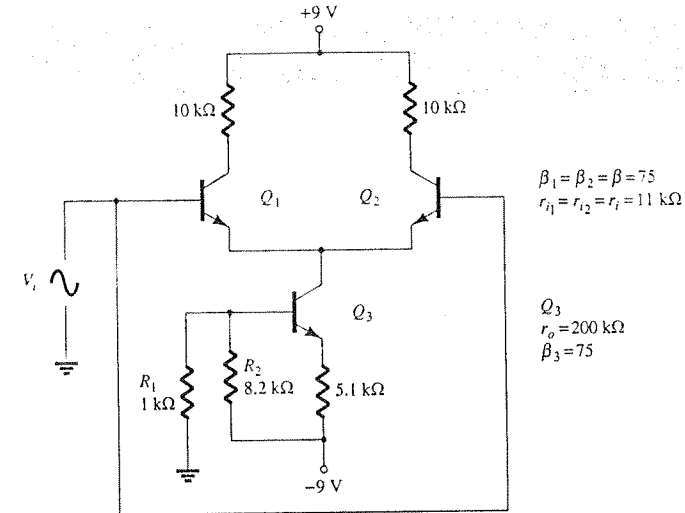 +9 V
10 kΩ
10 kΩ
Q₁
Q₂
β₁ = β₂ = β = 75
rᵢ₁ = rᵢ₂ = rᵢ = 11 kΩ
Vᵢ
Q₃
Q₃
rₒ = 200 kΩ
β₃ = 75
R₁
1 kΩ
R₂
8.2 kΩ
5.1 kΩ
−9 V